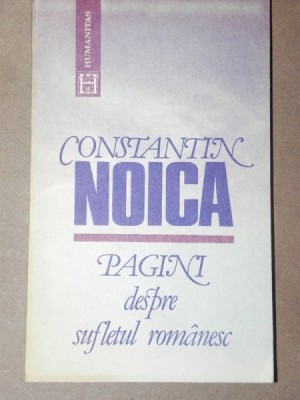 HUMANITAS
CONSTANTIN
NOICA
PAGINI
despre
sufletul românesc